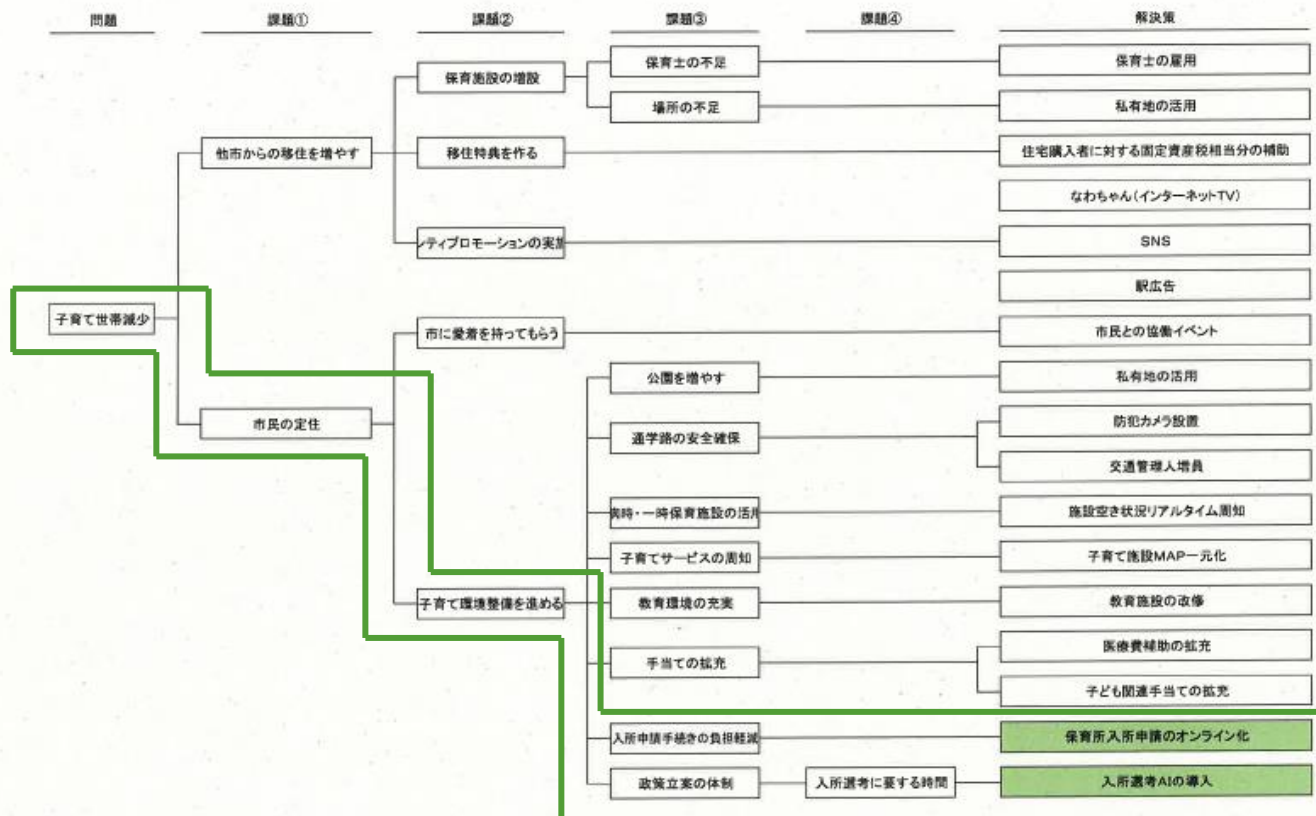 問題 課題① 課題② 課題③ 課題④ 解決策
保育施設の増設 保育士の不足 保育士の雇用
場所の不足 私有地の活用
他市からの移住を増やす 移住特典を作る 住宅購入者に対する固定資産税相当分の補助
なわちゃん(インターネットTV)
ティプロモーションの実施 SNS
駅広告
子育て世帯減少 市に愛着を持ってもらう 市民との協働イベント
公園を増やす 私有地の活用
市民の定住 通学路の安全確保 防犯カメラ設置
交通管理人増員
病時・一時保育施設の活用 施設空き状況リアルタイム周知
子育てサービスの周知 子育て施設MAP一元化
子育て環境整備を進める 教育環境の充実 教育施設の改修
手当ての拡充 医療費補助の拡充
子ども関連手当ての拡充
入所申請手続きの負担軽減 保育所入所申請のオンライン化
政策立案の体制 入所選考に要する時間 入所選考AIの導入